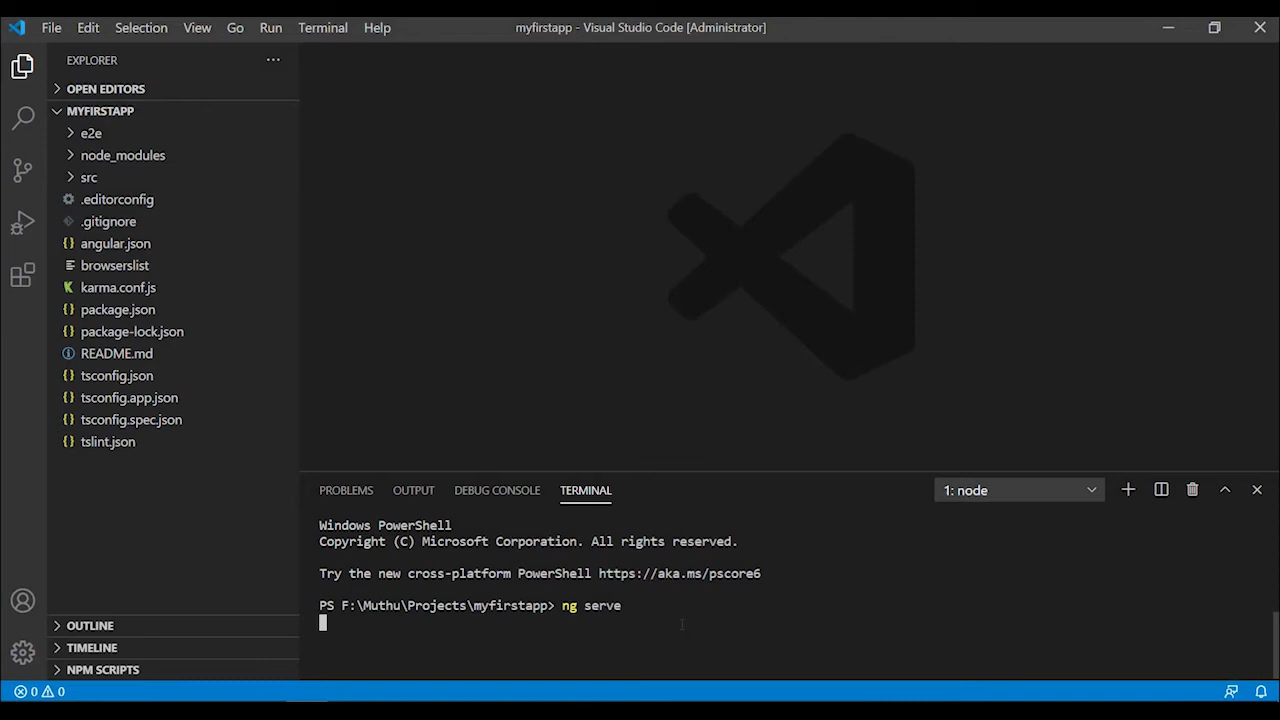 File Edit Selection View Go Run Terminal Help
myfirstapp - Visual Studio Code [Administrator]
EXPLORER
OPEN EDITORS
MYFIRSTAPP
e2e
node_modules
src
.editorconfig
.gitignore
angular.json
browserslist
karma.conf.js
package.json
package-lock.json
README.md
tsconfig.json
tsconfig.app.json
tsconfig.spec.json
tslint.json
OUTLINE
TIMELINE
NPM SCRIPTS
PROBLEMS OUTPUT DEBUG CONSOLE TERMINAL
1: node
Windows PowerShell
Copyright (C) Microsoft Corporation. All rights reserved.
Try the new cross-platform PowerShell https://aka.ms/pscore6
PS F:\Muthu\Projects\myfirstapp> ng serve
0 0